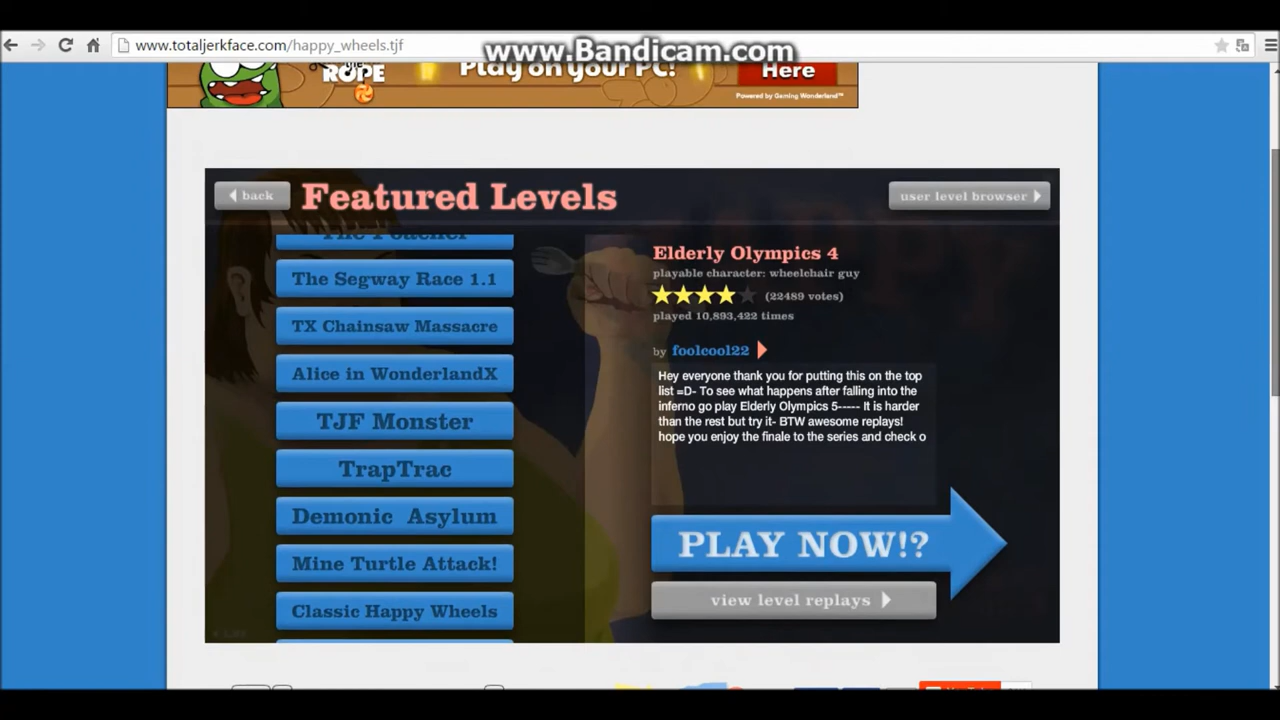 www.totaljerkface.com/happy_wheels.tjf
www.Bandicam.com
THE
ROPE
Play on your PC!
Here
Powered by Gaming Wonderland™
back
Featured Levels
user level browser
The Poacher
The Segway Race 1.1
TX Chainsaw Massacre
Alice in WonderlandX
TJF Monster
TrapTrac
Demonic Asylum
Mine Turtle Attack!
Classic Happy Wheels
Elderly Olympics 4
playable character: wheelchair guy
(22489 votes)
played 10,893,422 times
by foolcool22
Hey everyone thank you for putting this on the top
list =D- To see what happens after falling into the
inferno go play Elderly Olympics 5----- It is harder
than the rest but try it- BTW awesome replays!
hope you enjoy the finale to the series and check o
PLAY NOW!?
view level replays